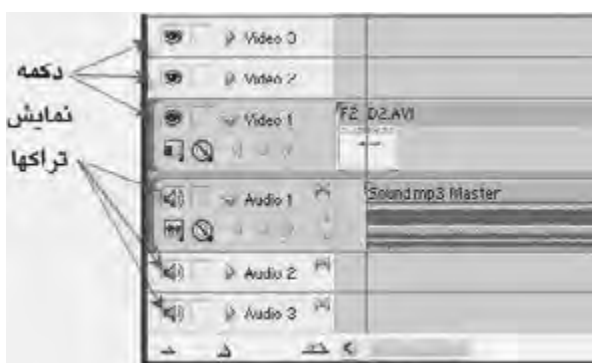 Video 3
دکمه
Video 2
نمایش
Video 1
F2_D2.AVI
تراکها
Audio 1
Sound.mp3 Master
Audio 2
Audio 3